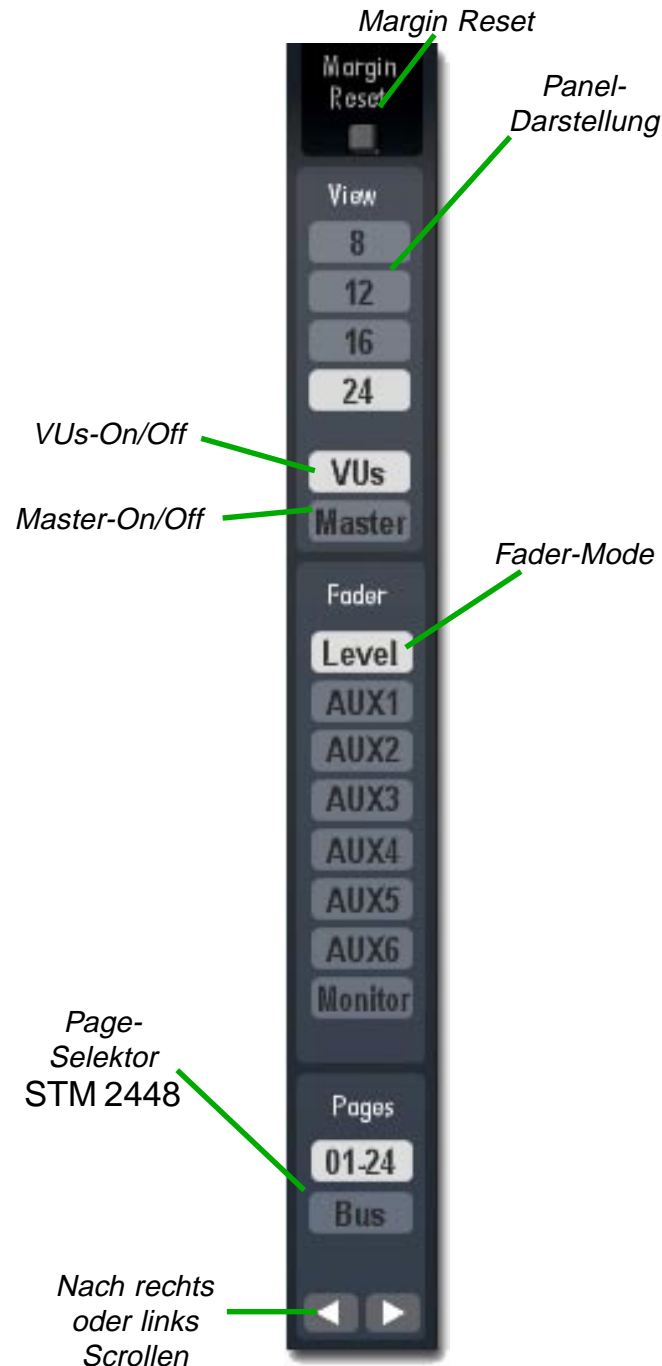 Margin Reset
Margin
Reset
Panel-
Darstellung
View
8
12
16
24
VUs-On/Off
VUs
Master-On/Off
Master
Fader-Mode
Fader
Level
AUX1
AUX2
AUX3
AUX4
AUX5
AUX6
Monitor
Page-
Selektor
STM 2448
Pages
01-24
Bus
Nach rechts
oder links
Scrollen